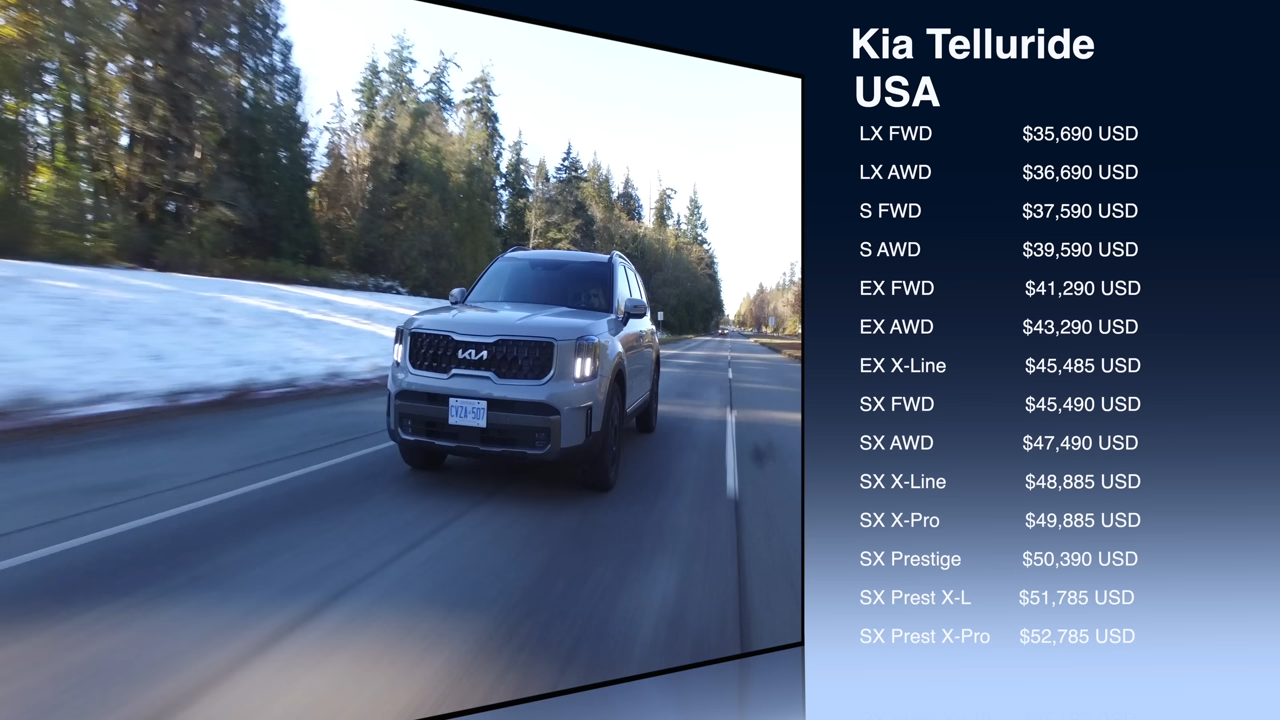 Kia Telluride
USA
LX FWD $35,690 USD
LX AWD $36,690 USD
S FWD $37,590 USD
S AWD $39,590 USD
EX FWD $41,290 USD
EX AWD $43,290 USD
EX X-Line $45,485 USD
SX FWD $45,490 USD
SX AWD $47,490 USD
SX X-Line $48,885 USD
SX X-Pro $49,885 USD
SX Prestige $50,390 USD
SX Prest X-L $51,785 USD
SX Prest X-Pro $52,785 USD
KIA
CVZA-507